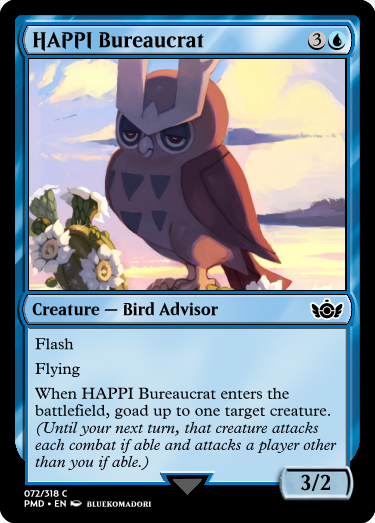 HAPPI Bureaucrat 3
Creature — Bird Advisor
Flash
Flying
When HAPPI Bureaucrat enters the
battlefield, goad up to one target creature.
(Until your next turn, that creature attacks
each combat if able and attacks a player other
than you if able.)
3/2
072/318 C
PMD • EN BLUEKOMADORI